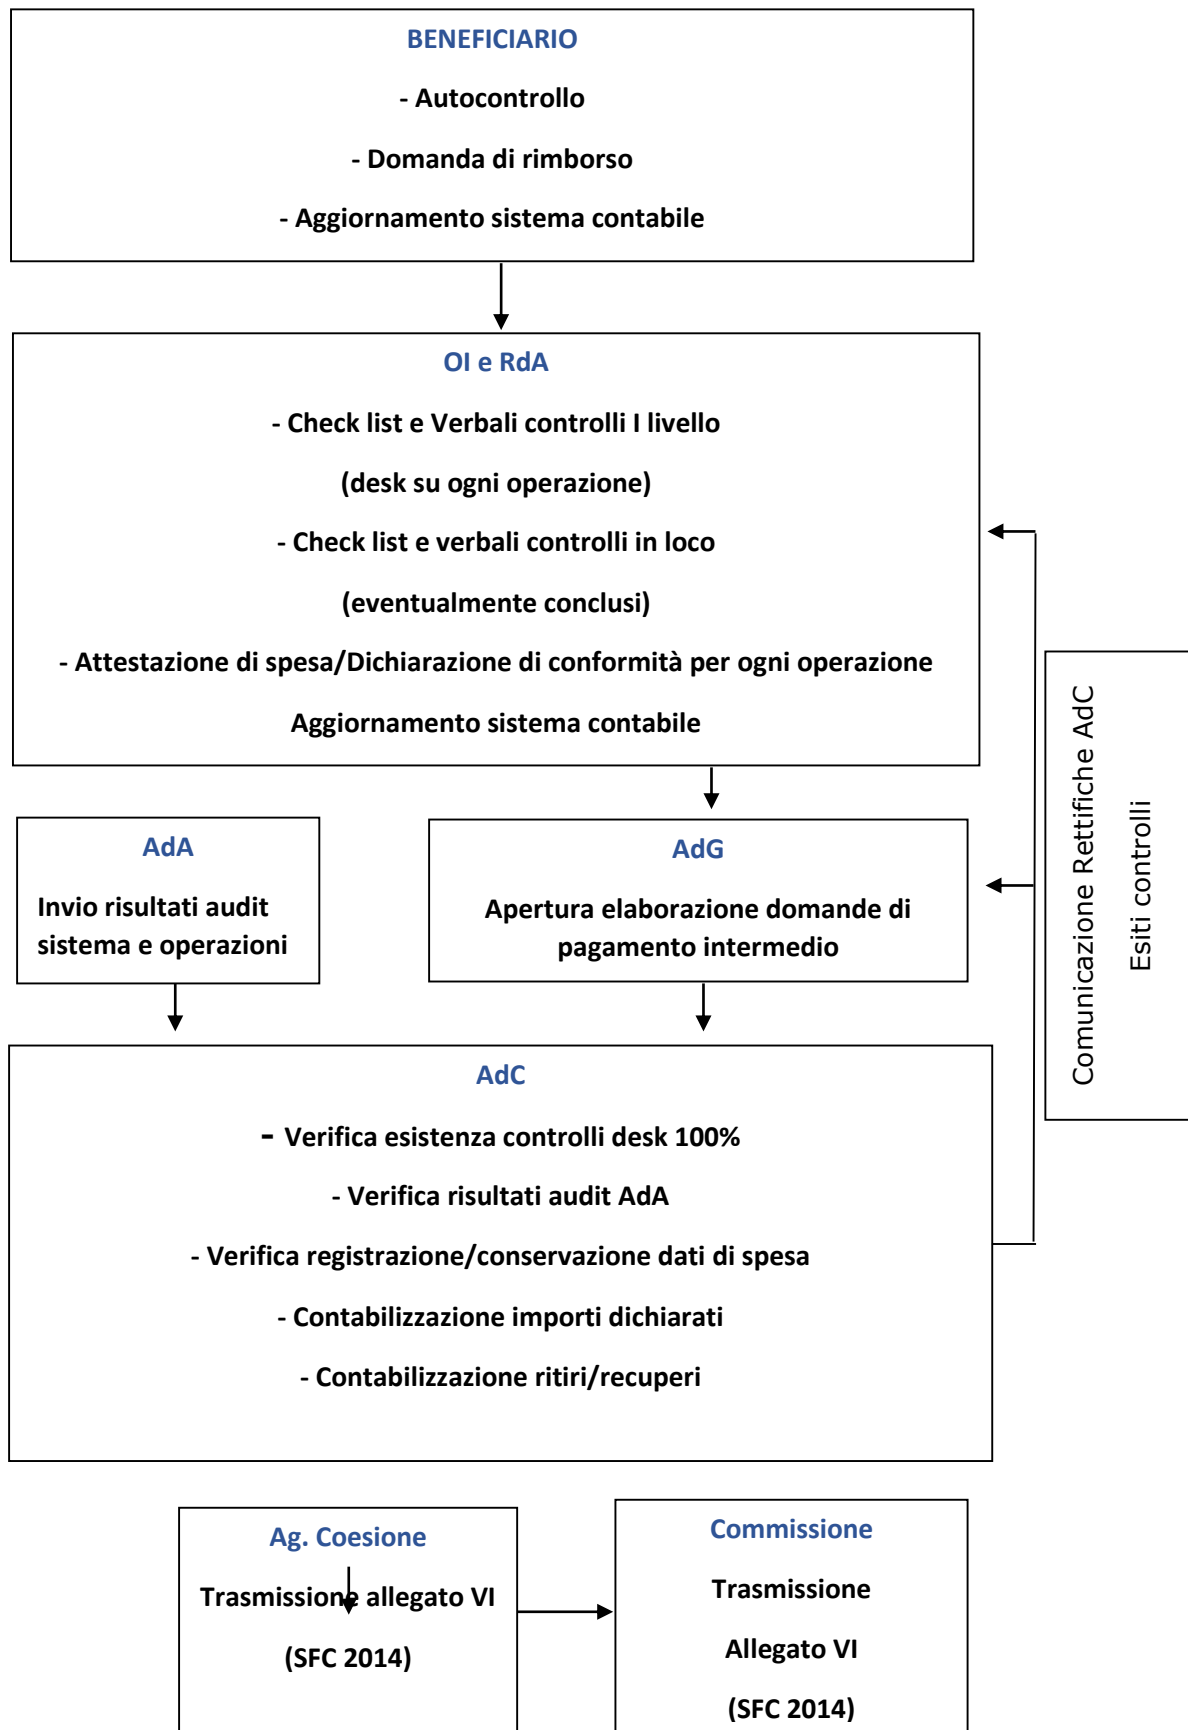 BENEFICIARIO
- Autocontrollo
- Domanda di rimborso
- Aggiornamento sistema contabile
OI e RdA
- Check list e Verbali controlli I livello
(desk su ogni operazione)
- Check list e verbali controlli in loco
(eventualmente conclusi)
- Attestazione di spesa/Dichiarazione di conformità per ogni operazione
Aggiornamento sistema contabile
Comunicazione Rettifiche AdC
Esiti controlli
AdA
Invio risultati audit
sistema e operazioni
AdG
Apertura elaborazione domande di
pagamento intermedio
AdC
- Verifica esistenza controlli desk 100%
- Verifica risultati audit AdA
- Verifica registrazione/conservazione dati di spesa
- Contabilizzazione importi dichiarati
- Contabilizzazione ritiri/recuperi
Ag. Coesione
Trasmissione allegato VI
(SFC 2014)
Commissione
Trasmissione
Allegato VI
(SFC 2014)